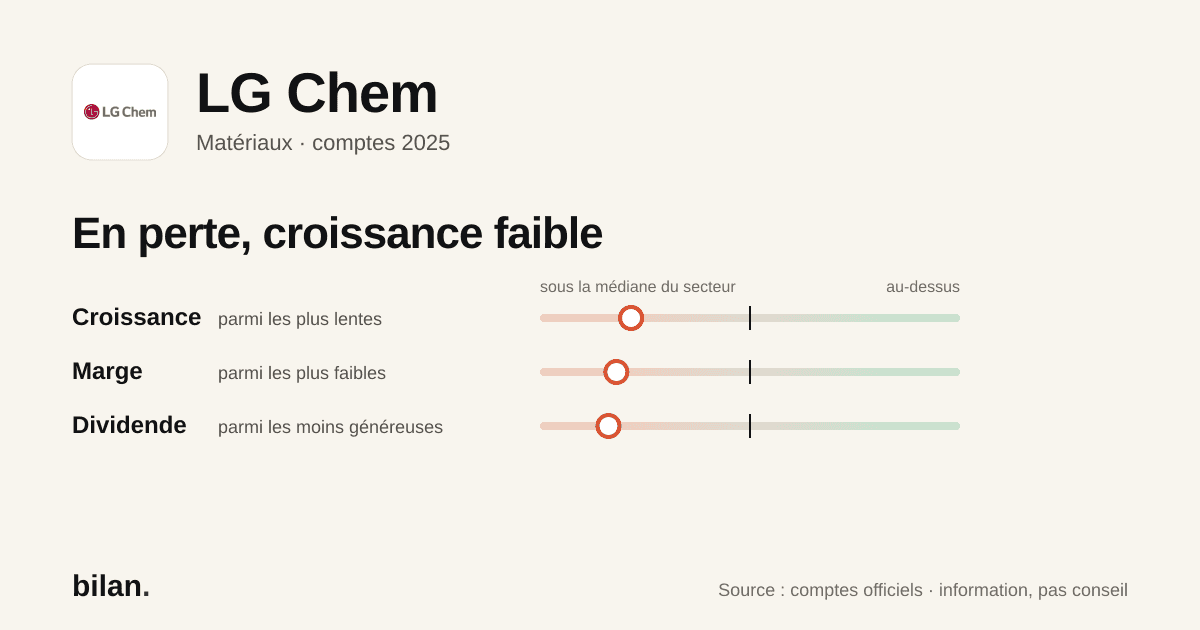 LG Chem
LG Chem
Matériaux · comptes 2025
En perte, croissance faible
sous la médiane du secteur au-dessus
Croissance parmi les plus lentes
Marge parmi les plus faibles
Dividende parmi les moins généreuses
bilan.
Source : comptes officiels · information, pas conseil